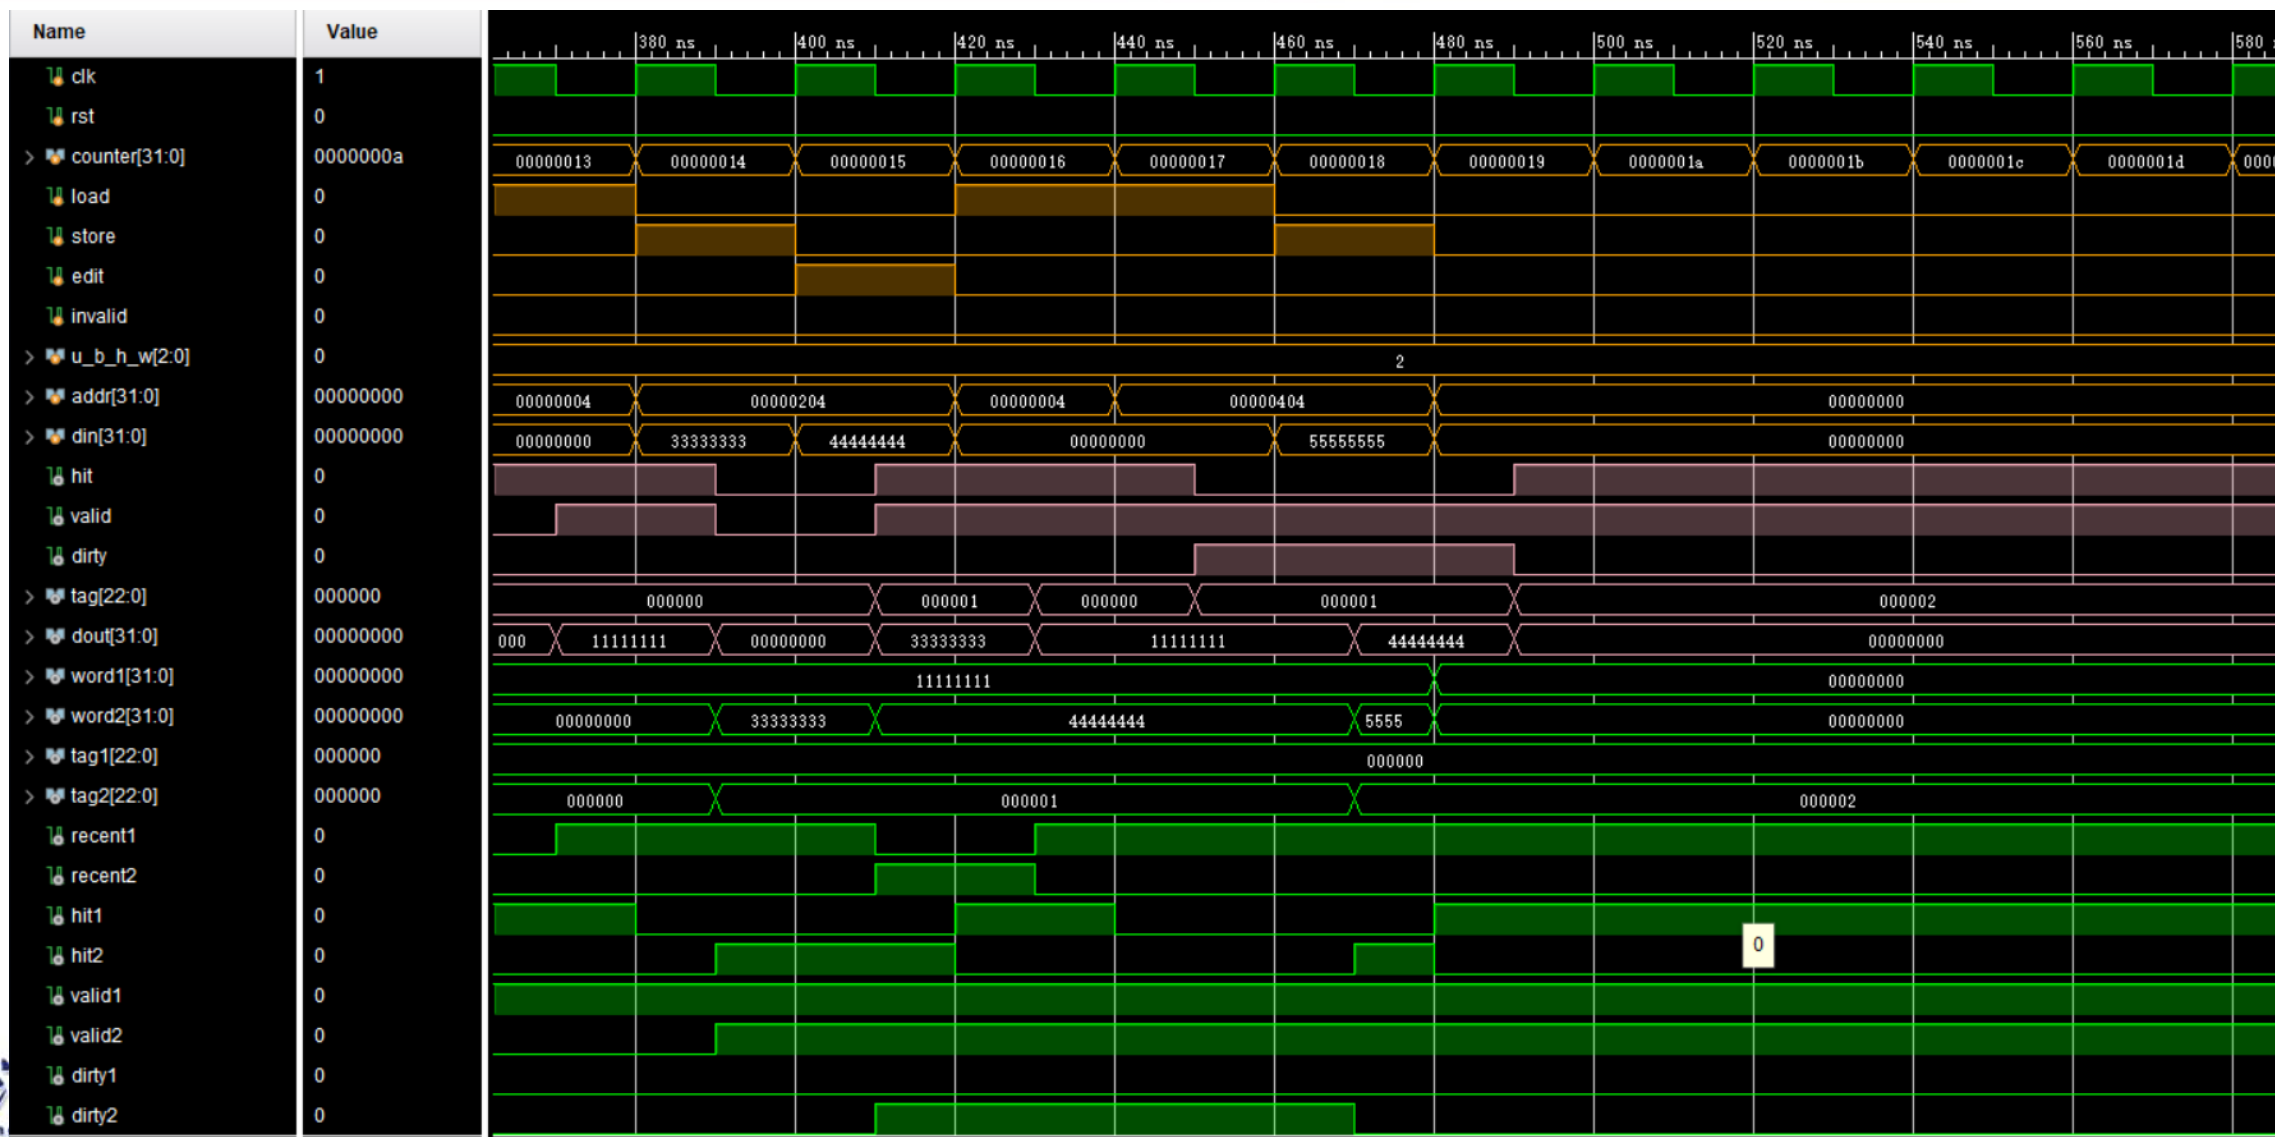 Name Value
380 ns 400 ns 420 ns 440 ns 460 ns 480 ns 500 ns 520 ns 540 ns 560 ns 580
clk 1
rst 0
counter[31:0] 0000000a 00000013 00000014 00000015 00000016 00000017 00000018 00000019 0000001a 0000001b 0000001c 0000001d 0000
load 0
store 0
edit 0
invalid 0
u_b_h_w[2:0] 0 2
addr[31:0] 00000000 00000004 00000204 00000004 00000404 00000000
din[31:0] 00000000 00000000 33333333 44444444 00000000 55555555 00000000
hit 0
valid 0
dirty 0
tag[22:0] 000000 000000 000001 000000 000001 000002
dout[31:0] 00000000 000 11111111 00000000 33333333 11111111 44444444 00000000
word1[31:0] 00000000 11111111 00000000
word2[31:0] 00000000 00000000 33333333 44444444 5555 00000000
tag1[22:0] 000000 000000
tag2[22:0] 000000 000000 000001 000002
recent1 0
recent2 0
hit1 0
hit2 0 0
valid1 0
valid2 0
dirty1 0
dirty2 0